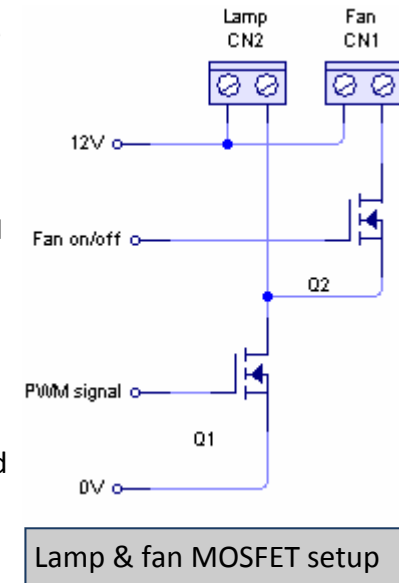 Lamp Fan
CN2 CN1
12V
Fan on/off
Q2
PWM signal
Q1
0V
Lamp & fan MOSFET setup